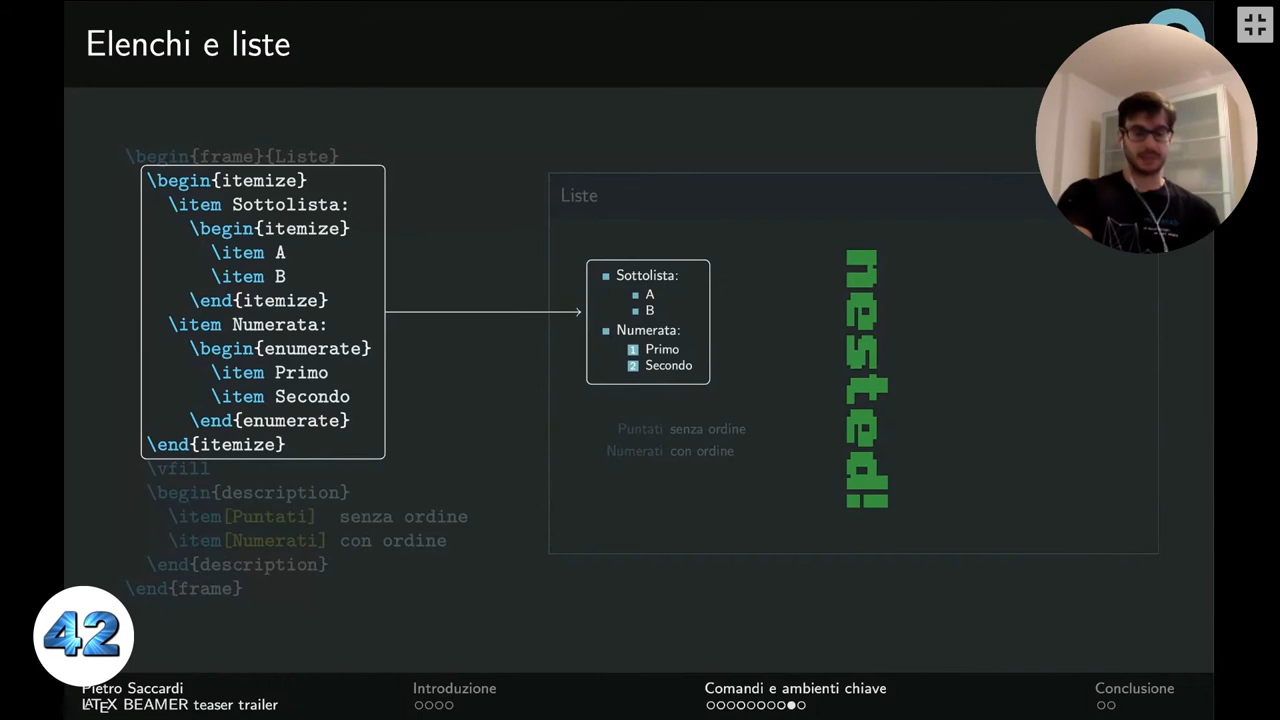 Elenchi e liste
\begin{frame}{Liste}
\begin{itemize}
\item Sottolista:
\begin{itemize}
\item A
\item B
\end{itemize}
\item Numerata:
\begin{enumerate}
\item Primo
\item Secondo
\end{enumerate}
\end{itemize}
\vfill
\begin{description}
\item[Puntati] senza ordine
\item[Numerati] con ordine
\end{description}
\end{frame}
Liste
Sottolista:
A
B
Numerata:
1 Primo
2 Secondo
Puntati senza ordine
Numerati con ordine
nested!
42
Pietro Saccardi
LATEX BEAMER teaser trailer
Introduzione
Comandi e ambienti chiave
Conclusione